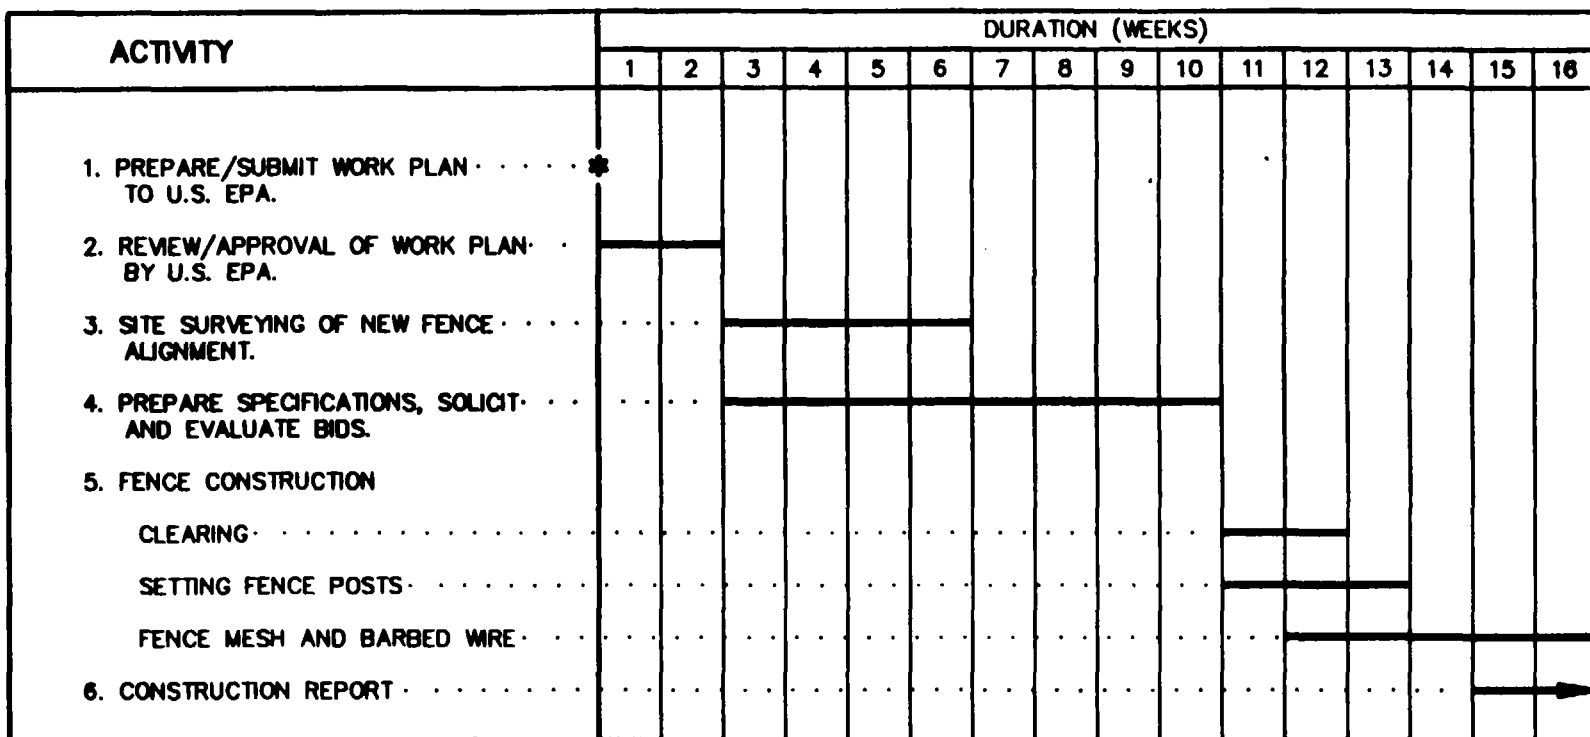 ACTIVITY
DURATION (WEEKS)
1 2 3 4 5 6 7 8 9 10 11 12 13 14 15 16
1. PREPARE/SUBMIT WORK PLAN
TO U.S. EPA.
2. REVIEW/APPROVAL OF WORK PLAN
BY U.S. EPA.
3. SITE SURVEYING OF NEW FENCE
ALIGNMENT.
4. PREPARE SPECIFICATIONS, SOLICIT
AND EVALUATE BIDS.
5. FENCE CONSTRUCTION
CLEARING
SETTING FENCE POSTS
FENCE MESH AND BARBED WIRE
6. CONSTRUCTION REPORT